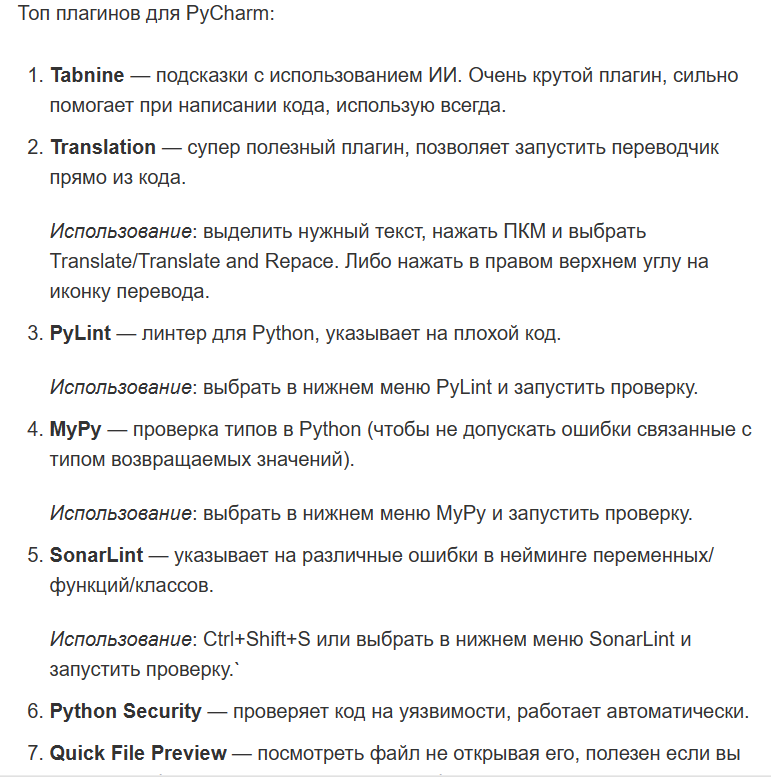 Топ плагинов для PyCharm:
1. Tabnine — подсказки с использованием ИИ. Очень крутой плагин, сильно
помогает при написании кода, использую всегда.
2. Translation — супер полезный плагин, позволяет запустить переводчик
прямо из кода.
Использование: выделить нужный текст, нажать ПКМ и выбрать
Translate/Translate and Repace. Либо нажать в правом верхнем углу на
иконку перевода.
3. PyLint — линтер для Python, указывает на плохой код.
Использование: выбрать в нижнем меню PyLint и запустить проверку.
4. MyPy — проверка типов в Python (чтобы не допускать ошибки связанные с
типом возвращаемых значений).
Использование: выбрать в нижнем меню MyPy и запустить проверку.
5. SonarLint — указывает на различные ошибки в нейминге переменных/
функций/классов.
Использование: Ctrl+Shift+S или выбрать в нижнем меню SonarLint и
запустить проверку.`
6. Python Security — проверяет код на уязвимости, работает автоматически.
7. Quick File Preview — посмотреть файл не открывая его, полезен если вы